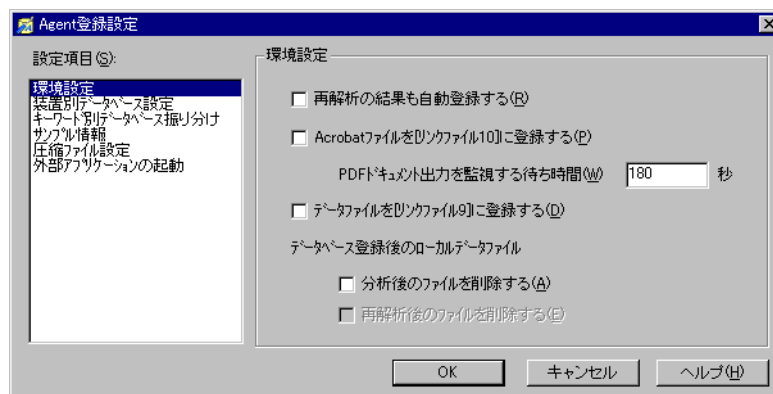 Agent登録設定
設定項目(S):
環境設定
装置別ﾃﾞｰﾀﾍﾞｰｽ設定
ｷｰﾜｰﾄﾞ別ﾃﾞｰﾀﾍﾞｰｽ振り分け
ｻﾝﾌﾟﾙ情報
圧縮ﾌｧｲﾙ設定
外部ｱﾌﾟﾘｹｰｼｮﾝの起動
環境設定
再解析の結果も自動登録する(R)
Acrobatﾌｧｲﾙを[ﾘﾝｸﾌｧｲﾙ10]に登録する(P)
PDFﾄﾞｷｭﾒﾝﾄ出力を監視する待ち時間(W) 180 秒
ﾃﾞｰﾀﾌｧｲﾙを[ﾘﾝｸﾌｧｲﾙ9]に登録する(D)
ﾃﾞｰﾀﾍﾞｰｽ登録後のﾛｰｶﾙﾃﾞｰﾀﾌｧｲﾙ
分析後のﾌｧｲﾙを削除する(A)
再解析後のﾌｧｲﾙを削除する(E)
OK キャンセル ヘルプ(H)